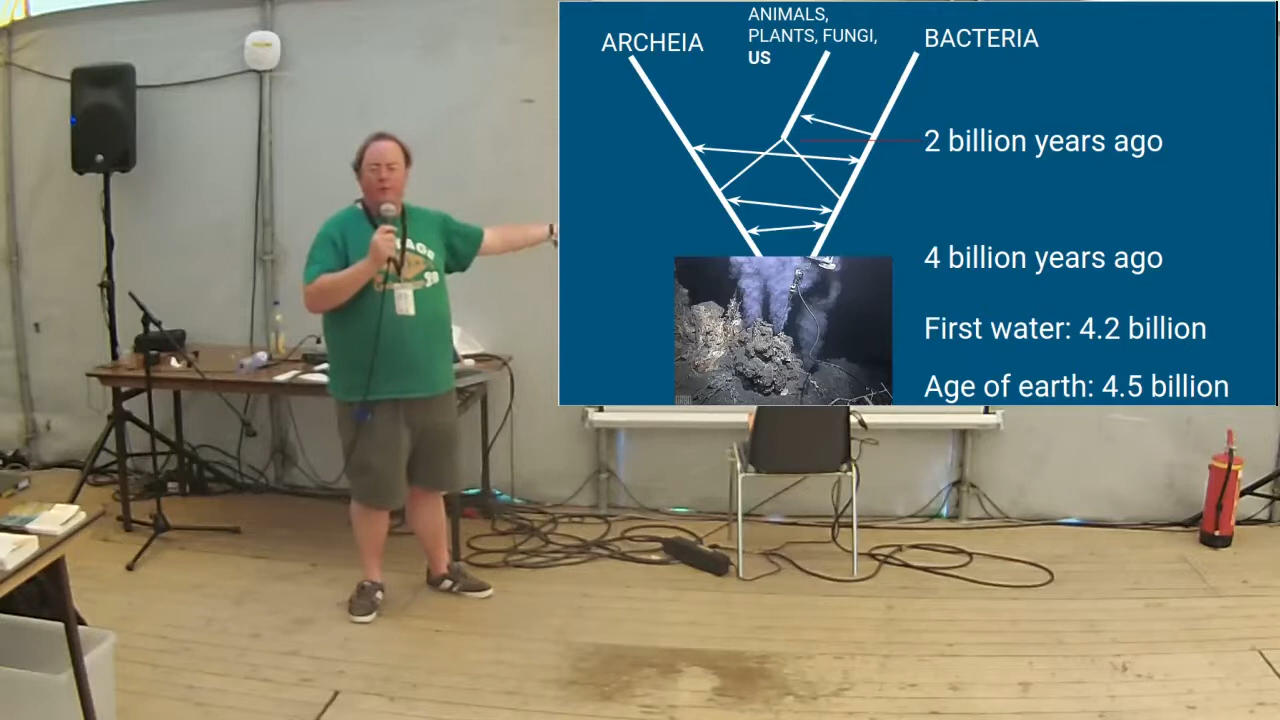 ARCHEIA
ANIMALS,
PLANTS, FUNGI,
US
BACTERIA
2 billion years ago
4 billion years ago
First water: 4.2 billion
Age of earth: 4.5 billion